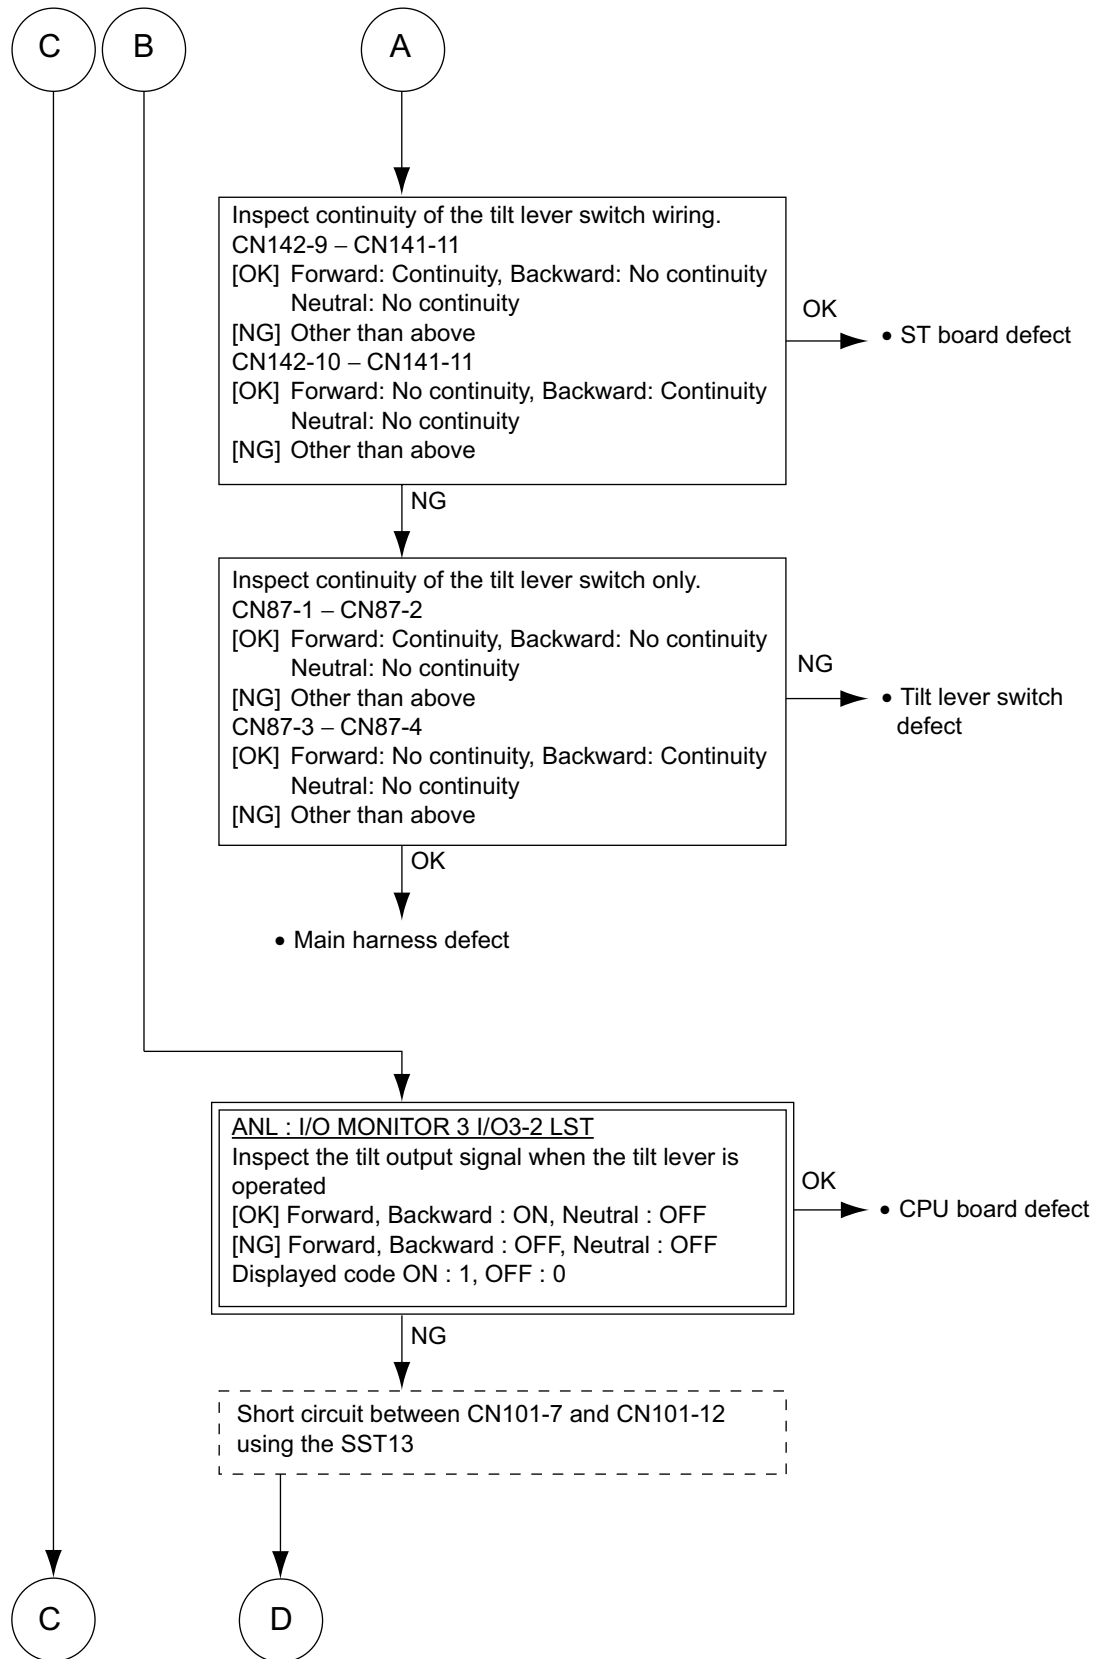 C
B
A
Inspect continuity of the tilt lever switch wiring.
CN142-9 – CN141-11
[OK] Forward: Continuity, Backward: No continuity
Neutral: No continuity
[NG] Other than above
CN142-10 – CN141-11
[OK] Forward: No continuity, Backward: Continuity
Neutral: No continuity
[NG] Other than above
OK
• ST board defect
NG
Inspect continuity of the tilt lever switch only.
CN87-1 – CN87-2
[OK] Forward: Continuity, Backward: No continuity
Neutral: No continuity
[NG] Other than above
CN87-3 – CN87-4
[OK] Forward: No continuity, Backward: Continuity
Neutral: No continuity
[NG] Other than above
NG
• Tilt lever switch
defect
OK
• Main harness defect
ANL : I/O MONITOR 3 I/O3-2 LST
Inspect the tilt output signal when the tilt lever is
operated
[OK] Forward, Backward : ON, Neutral : OFF
[NG] Forward, Backward : OFF, Neutral : OFF
Displayed code ON : 1, OFF : 0
OK
• CPU board defect
NG
Short circuit between CN101-7 and CN101-12
using the SST13
C
D